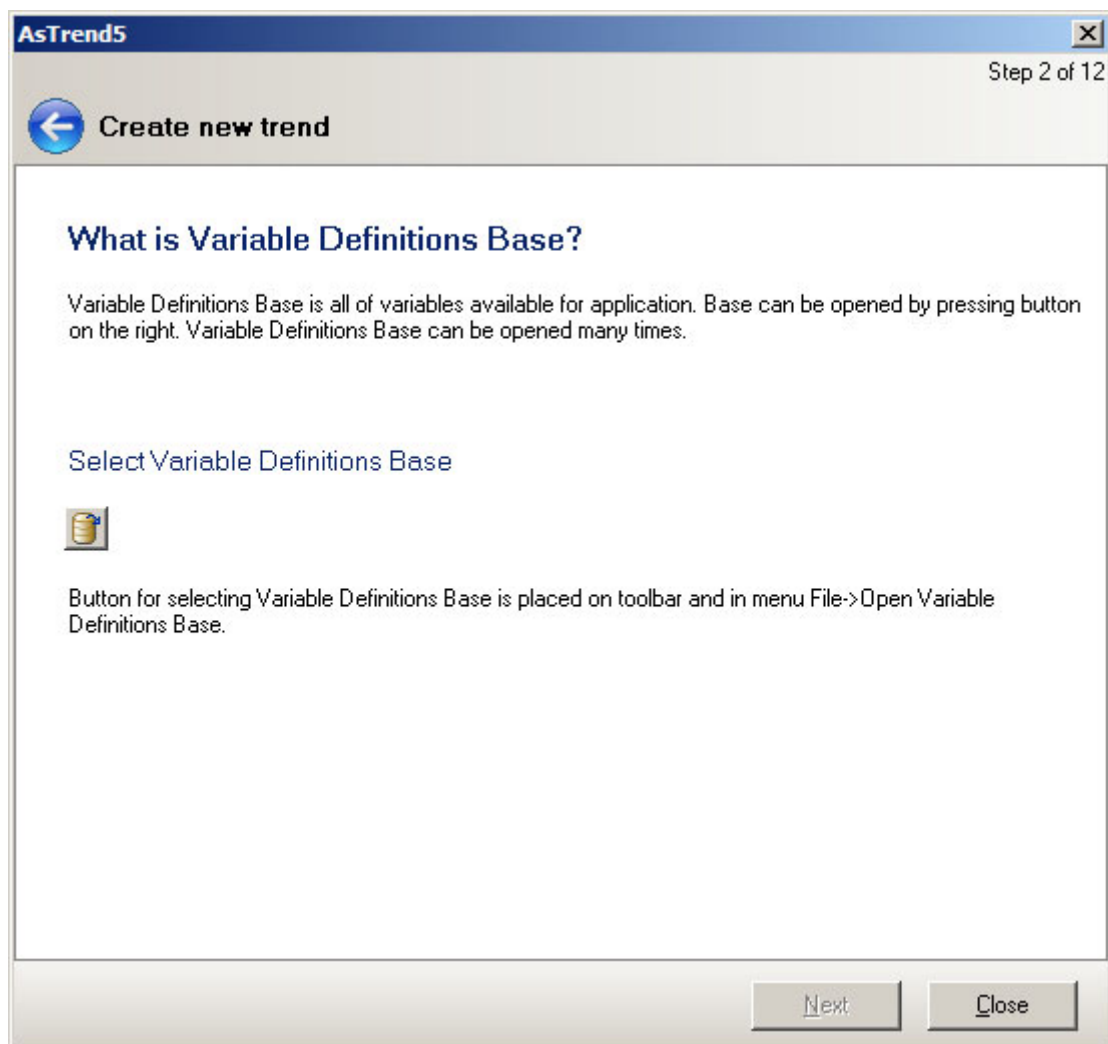 AsTrend5
Step 2 of 12
Create new trend
What is Variable Definitions Base?
Variable Definitions Base is all of variables available for application. Base can be opened by pressing button
on the right. Variable Definitions Base can be opened many times.
Select Variable Definitions Base
Button for selecting Variable Definitions Base is placed on toolbar and in menu File->Open Variable
Definitions Base.
Next
Close